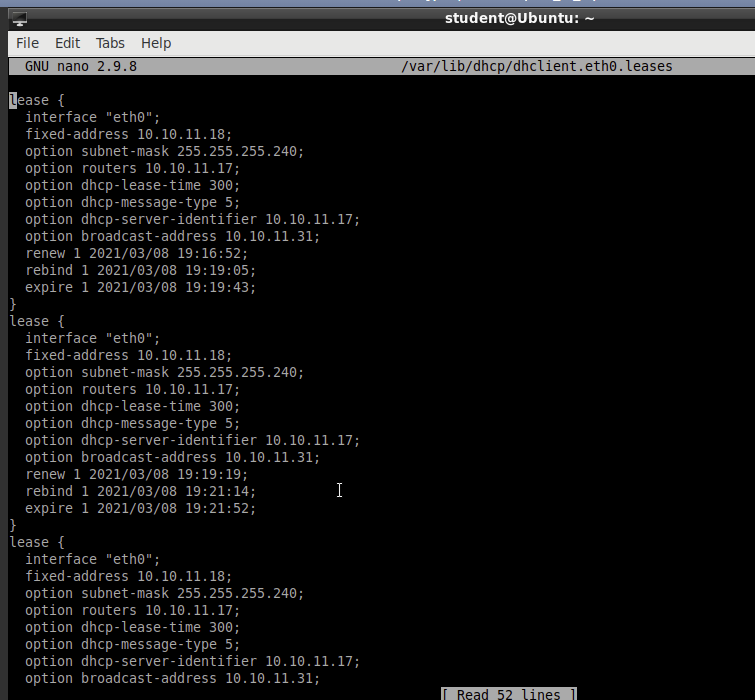 student@Ubuntu: ~
File Edit Tabs Help
GNU nano 2.9.8 /var/lib/dhcp/dhclient.eth0.leases
lease {
  interface "eth0";
  fixed-address 10.10.11.18;
  option subnet-mask 255.255.255.240;
  option routers 10.10.11.17;
  option dhcp-lease-time 300;
  option dhcp-message-type 5;
  option dhcp-server-identifier 10.10.11.17;
  option broadcast-address 10.10.11.31;
  renew 1 2021/03/08 19:16:52;
  rebind 1 2021/03/08 19:19:05;
  expire 1 2021/03/08 19:19:43;
}
lease {
  interface "eth0";
  fixed-address 10.10.11.18;
  option subnet-mask 255.255.255.240;
  option routers 10.10.11.17;
  option dhcp-lease-time 300;
  option dhcp-message-type 5;
  option dhcp-server-identifier 10.10.11.17;
  option broadcast-address 10.10.11.31;
  renew 1 2021/03/08 19:19:19;
  rebind 1 2021/03/08 19:21:14;
  expire 1 2021/03/08 19:21:52;
}
lease {
  interface "eth0";
  fixed-address 10.10.11.18;
  option subnet-mask 255.255.255.240;
  option routers 10.10.11.17;
  option dhcp-lease-time 300;
  option dhcp-message-type 5;
  option dhcp-server-identifier 10.10.11.17;
  option broadcast-address 10.10.11.31;
[ Read 52 lines ]